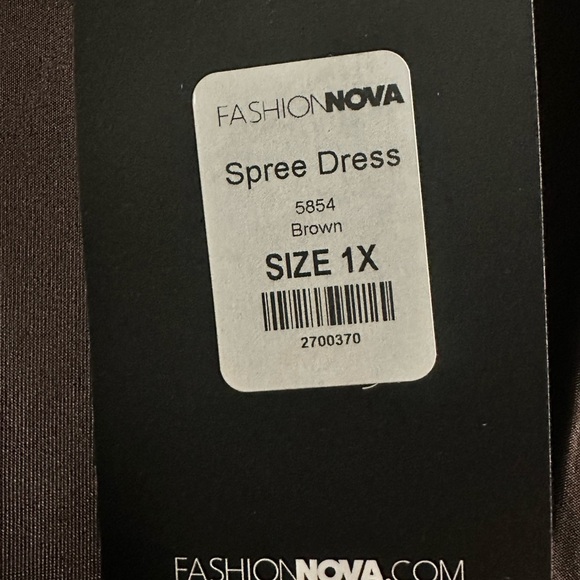 FASHIONNOVA
Spree Dress
5854
Brown
SIZE 1X
2700370
FASHIONNOVA.COM